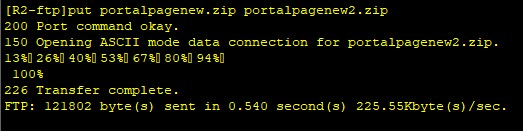 [R2-ftp]put portalpagenew.zip portalpagenew2.zip
200 Port command okay.
150 Opening ASCII mode data connection for portalpagenew2.zip.
13%▯26%▯40%▯53%▯67%▯80%▯94%▯
100%
226 Transfer complete.
FTP: 121802 byte(s) sent in 0.540 second(s) 225.55Kbyte(s)/sec.